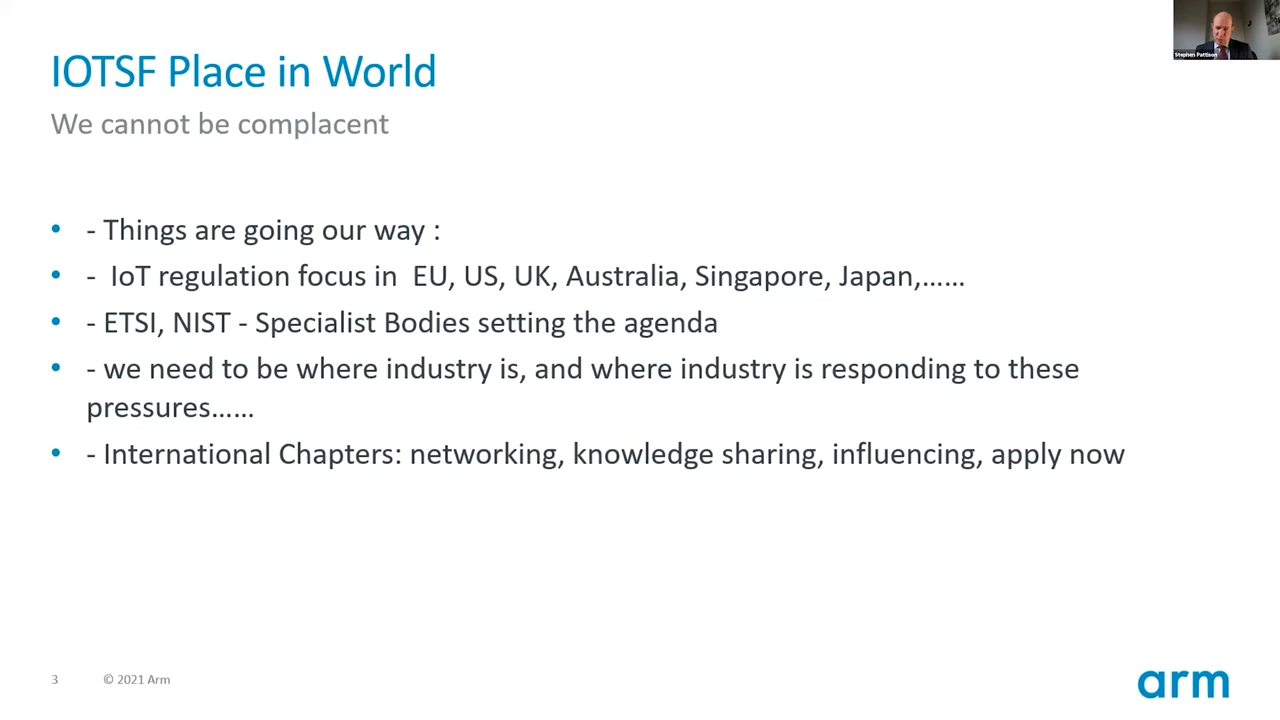 Stephen Pattison
IOTSF Place in World
We cannot be complacent
• - Things are going our way :
• -  IoT regulation focus in  EU, US, UK, Australia, Singapore, Japan,......
• - ETSI, NIST - Specialist Bodies setting the agenda
• - we need to be where industry is, and where industry is responding to these
pressures......
• - International Chapters: networking, knowledge sharing, influencing, apply now
3 © 2021 Arm
arm